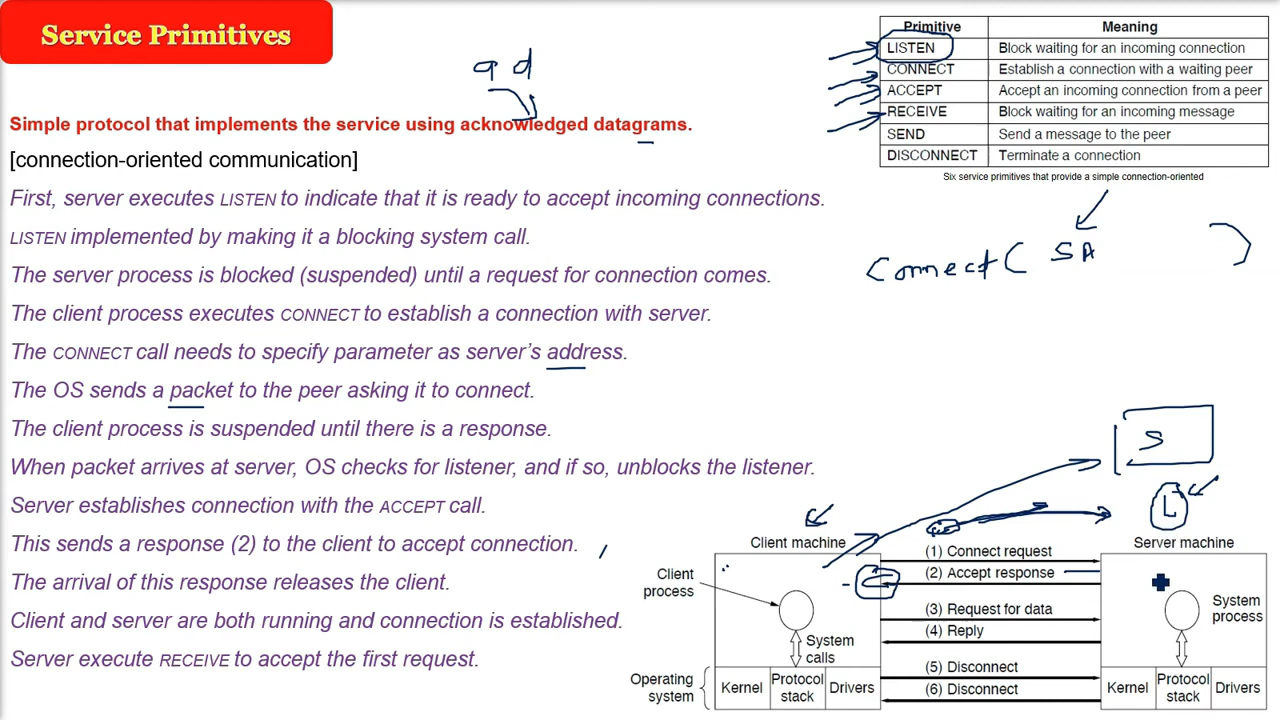 Service Primitives
a d
Simple protocol that implements the service using acknowledged datagrams.
[connection-oriented communication]
First, server executes LISTEN to indicate that it is ready to accept incoming connections.
LISTEN implemented by making it a blocking system call.
The server process is blocked (suspended) until a request for connection comes.
The client process executes CONNECT to establish a connection with server.
The CONNECT call needs to specify parameter as server's address.
The OS sends a packet to the peer asking it to connect.
The client process is suspended until there is a response.
When packet arrives at server, OS checks for listener, and if so, unblocks the listener.
Server establishes connection with the ACCEPT call.
This sends a response (2) to the client to accept connection.
The arrival of this response releases the client.
Client and server are both running and connection is established.
Server execute RECEIVE to accept the first request.
Primitive Meaning
LISTEN Block waiting for an incoming connection
CONNECT Establish a connection with a waiting peer
ACCEPT Accept an incoming connection from a peer
RECEIVE Block waiting for an incoming message
SEND Send a message to the peer
DISCONNECT Terminate a connection
Six service primitives that provide a simple connection-oriented
Connect( SA )
S
L
Client machine
Server machine
(1) Connect request
(2) Accept response
Client process
(3) Request for data
(4) Reply
System process
System calls
(5) Disconnect
(6) Disconnect
Operating system
Kernel Protocol stack Drivers
Kernel Protocol stack Drivers